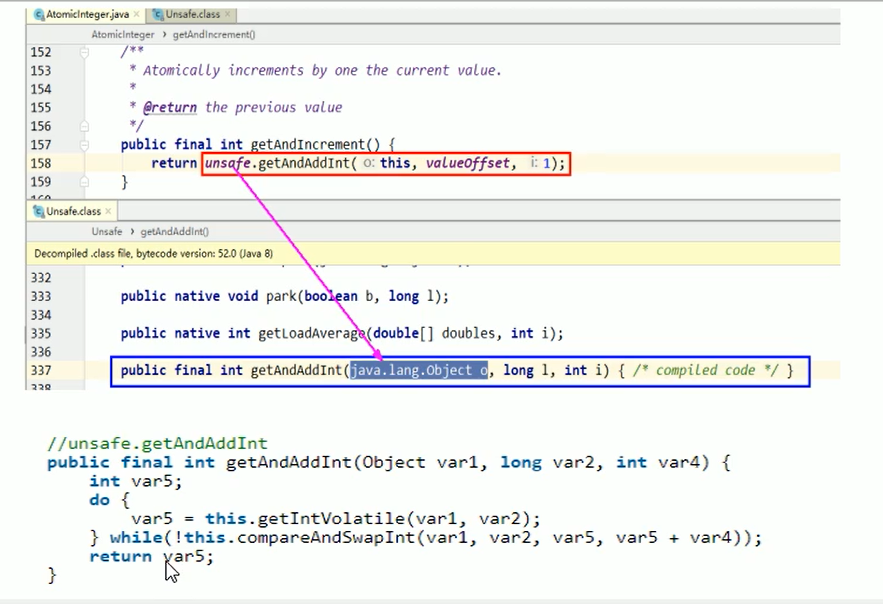 AtomicInteger.java × Unsafe.class ×
AtomicInteger › getAndIncrement()
152 /**
153 * Atomically increments by one the current value.
154 *
155 * @return the previous value
156 */
157 public final int getAndIncrement() {
158 return unsafe.getAndAddInt( o: this, valueOffset, i: 1);
159 }
Unsafe.class ×
Unsafe › getAndAddInt()
Decompiled .class file, bytecode version: 52.0 (Java 8)
332
333 public native void park(boolean b, long l);
334
335 public native int getLoadAverage(double[] doubles, int i);
336
337 public final int getAndAddInt(java.lang.Object o, long l, int i) { /* compiled code */ }
338
//unsafe.getAndAddInt
public final int getAndAddInt(Object var1, long var2, int var4) {
int var5;
do {
var5 = this.getIntVolatile(var1, var2);
} while(!this.compareAndSwapInt(var1, var2, var5, var5 + var4));
return var5;
}